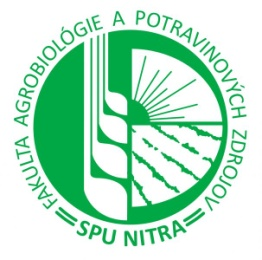 FAKULTA AGROBIOLÓGIE A POTRAVINOVÝCH ZDROJOV
SPU NITRA